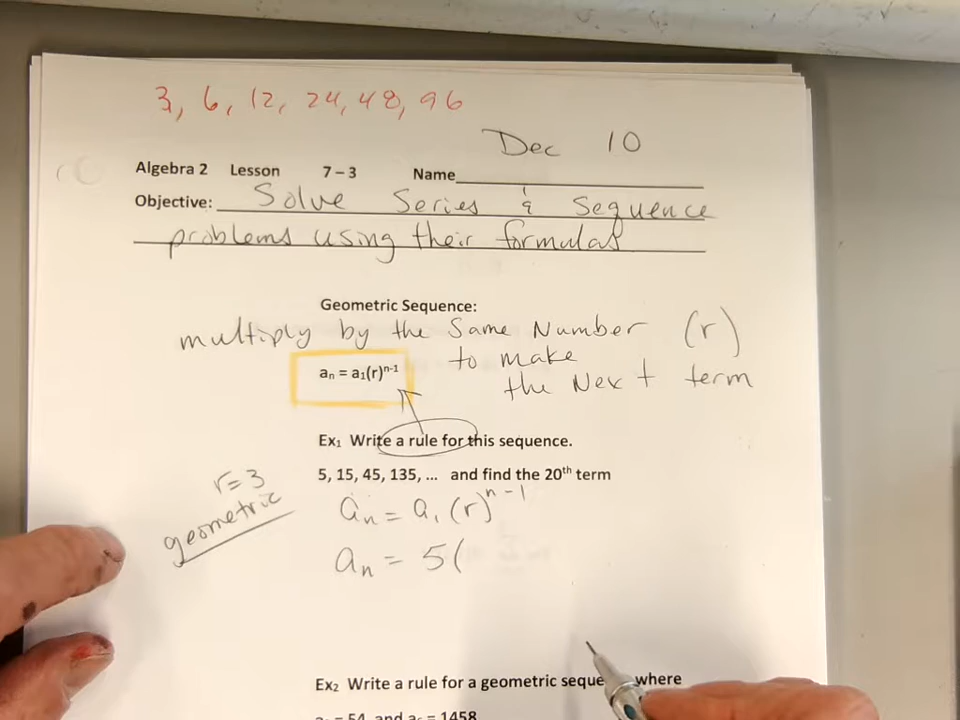 3, 6, 12, 24, 48, 96
Dec 10
Algebra 2 Lesson 7 – 3 Name
Objective: Solve Series & Sequence
problems using their formulas
Geometric Sequence:
multiply by the Same Number (r)
to make
aₙ = a₁(r)ⁿ⁻¹
the Next term
Ex₁ Write a rule for this sequence.
5, 15, 45, 135, ... and find the 20ᵗʰ term
r=3
geometric
aₙ = a₁ (r)ⁿ⁻¹
aₙ = 5(
Ex₂ Write a rule for a geometric seque where
= 54 and = 1458